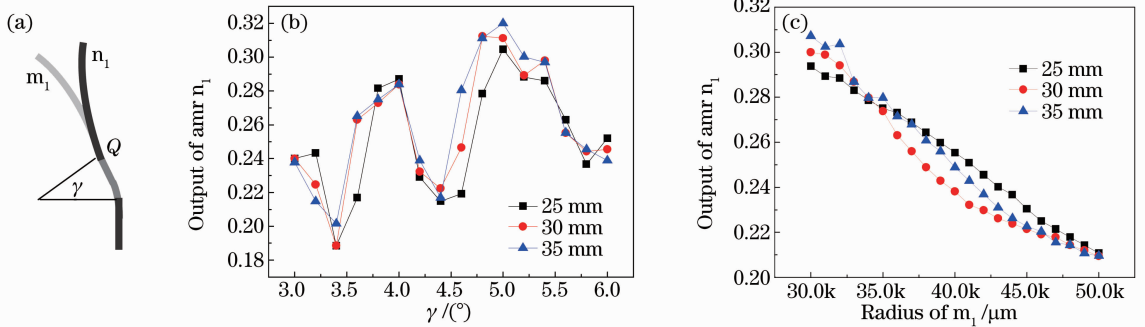 (a)
n₁
m₁
Q
γ
(b)
Output of amr n₁
0.32
0.30
0.28
0.26
0.24
0.22
0.20
0.18
25 mm
30 mm
35 mm
3.0 3.5 4.0 4.5 5.0 5.5 6.0
γ /(°)
(c)
Output of amr n₁
0.32
0.30
0.28
0.26
0.24
0.22
0.20
25 mm
30 mm
35 mm
30.0k 35.0k 40.0k 45.0k 50.0k
Radius of m₁ /μm